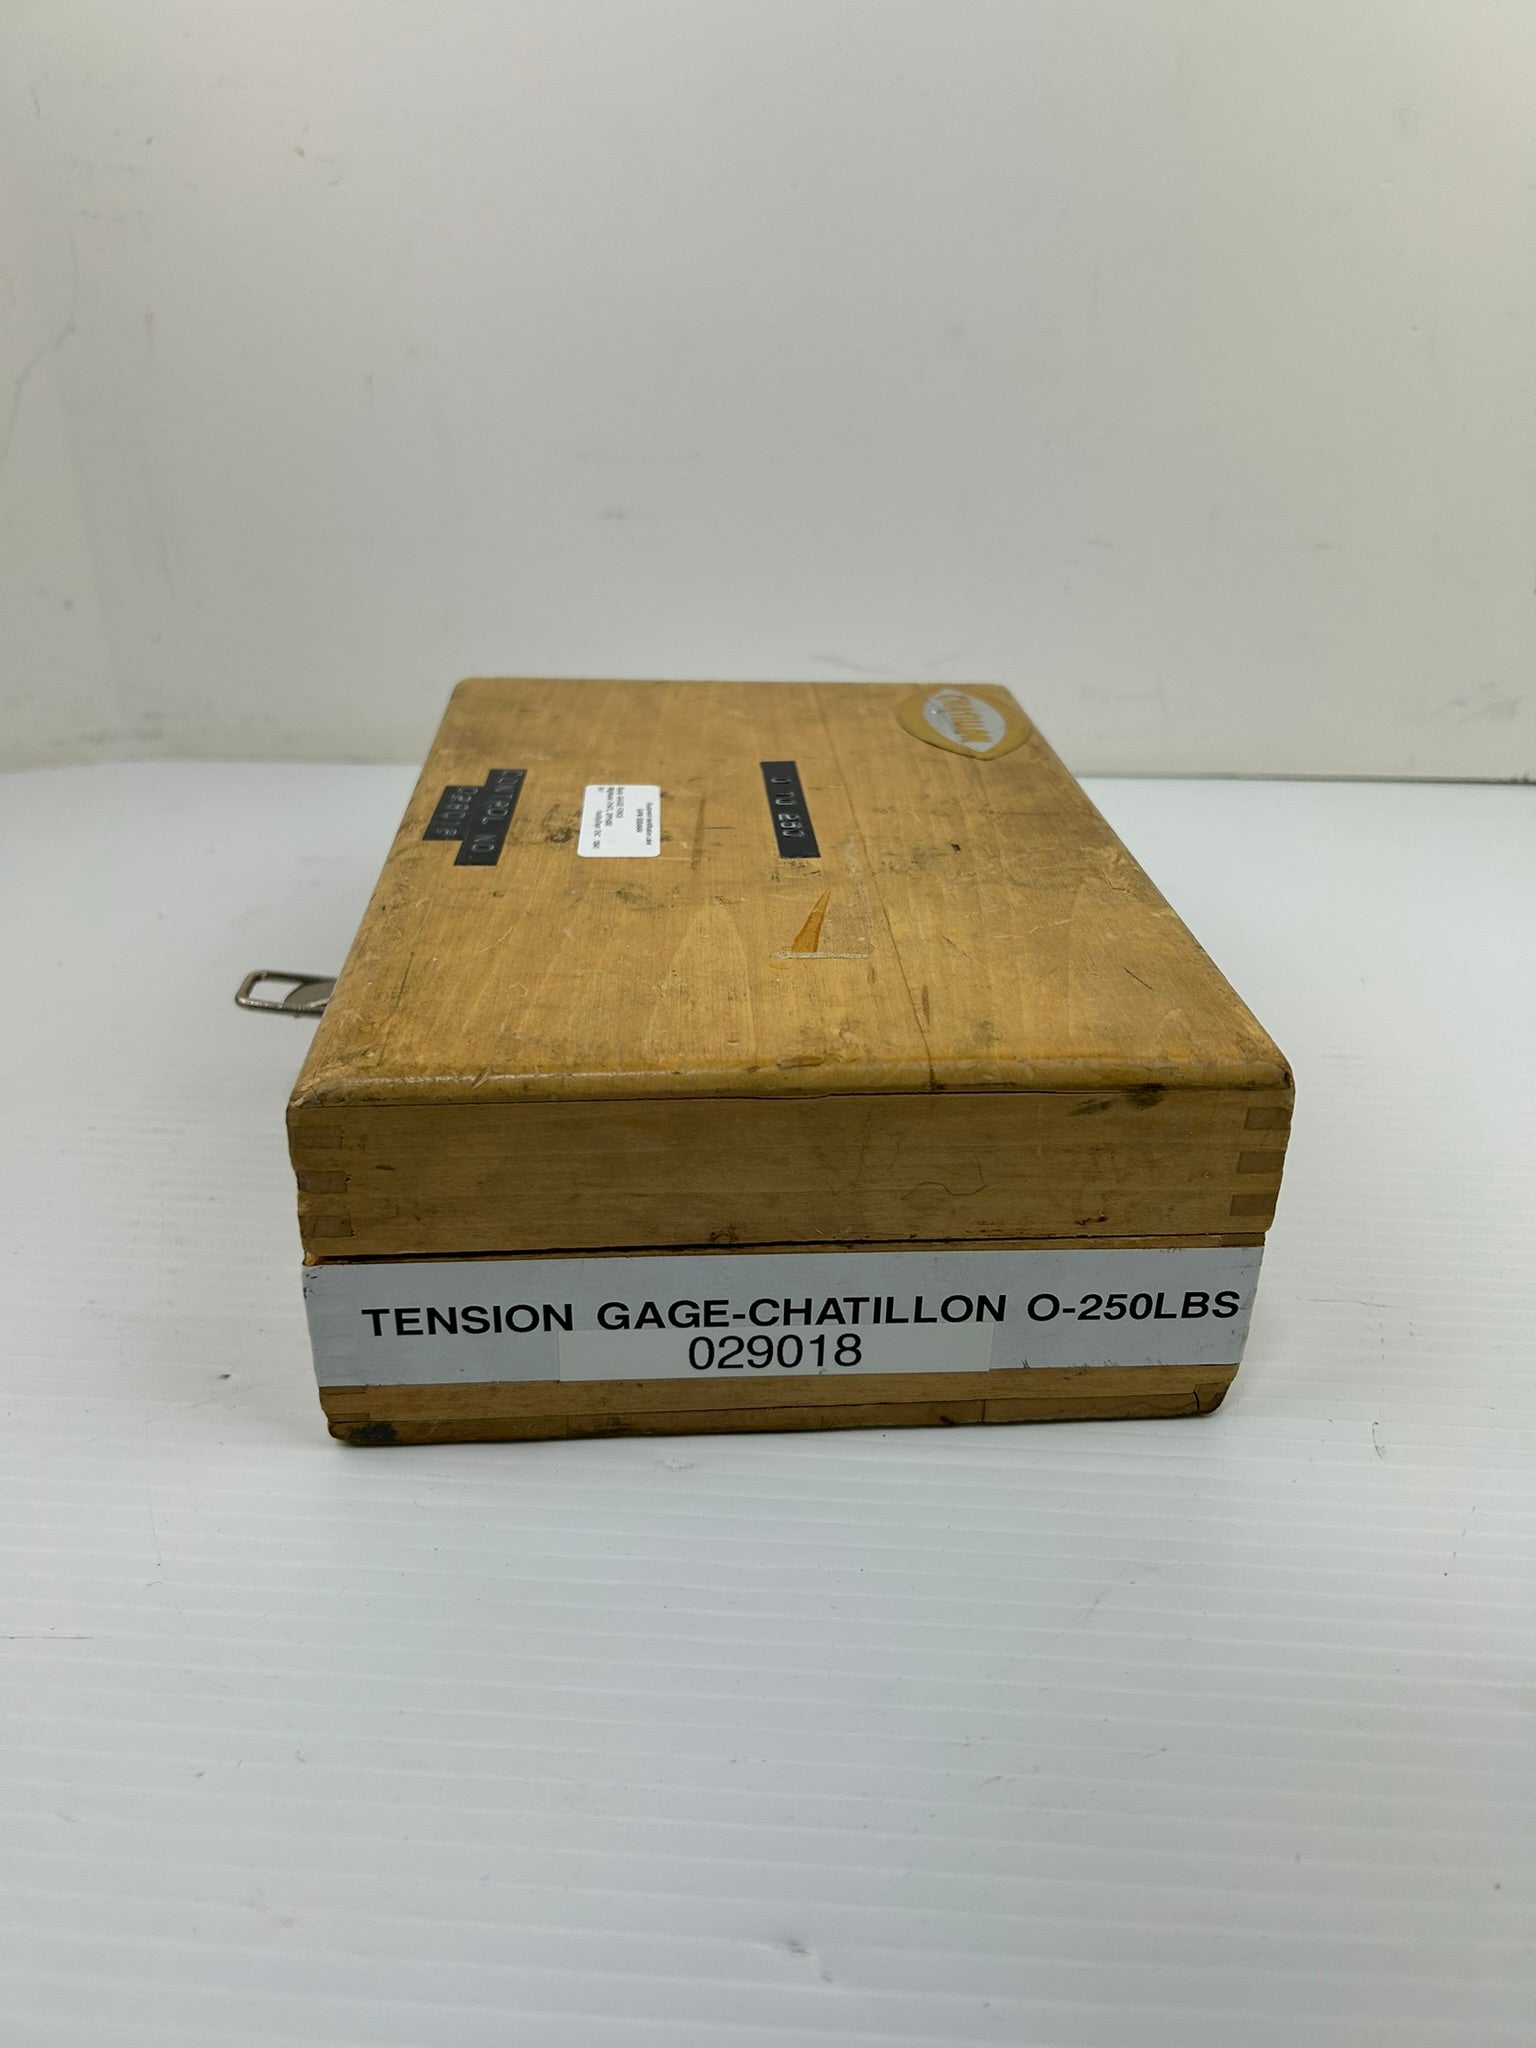 CHATILLON
0 TO 250
CONTROL NO.
029018
TENSION GAGE-CHATILLON O-250LBS
029018